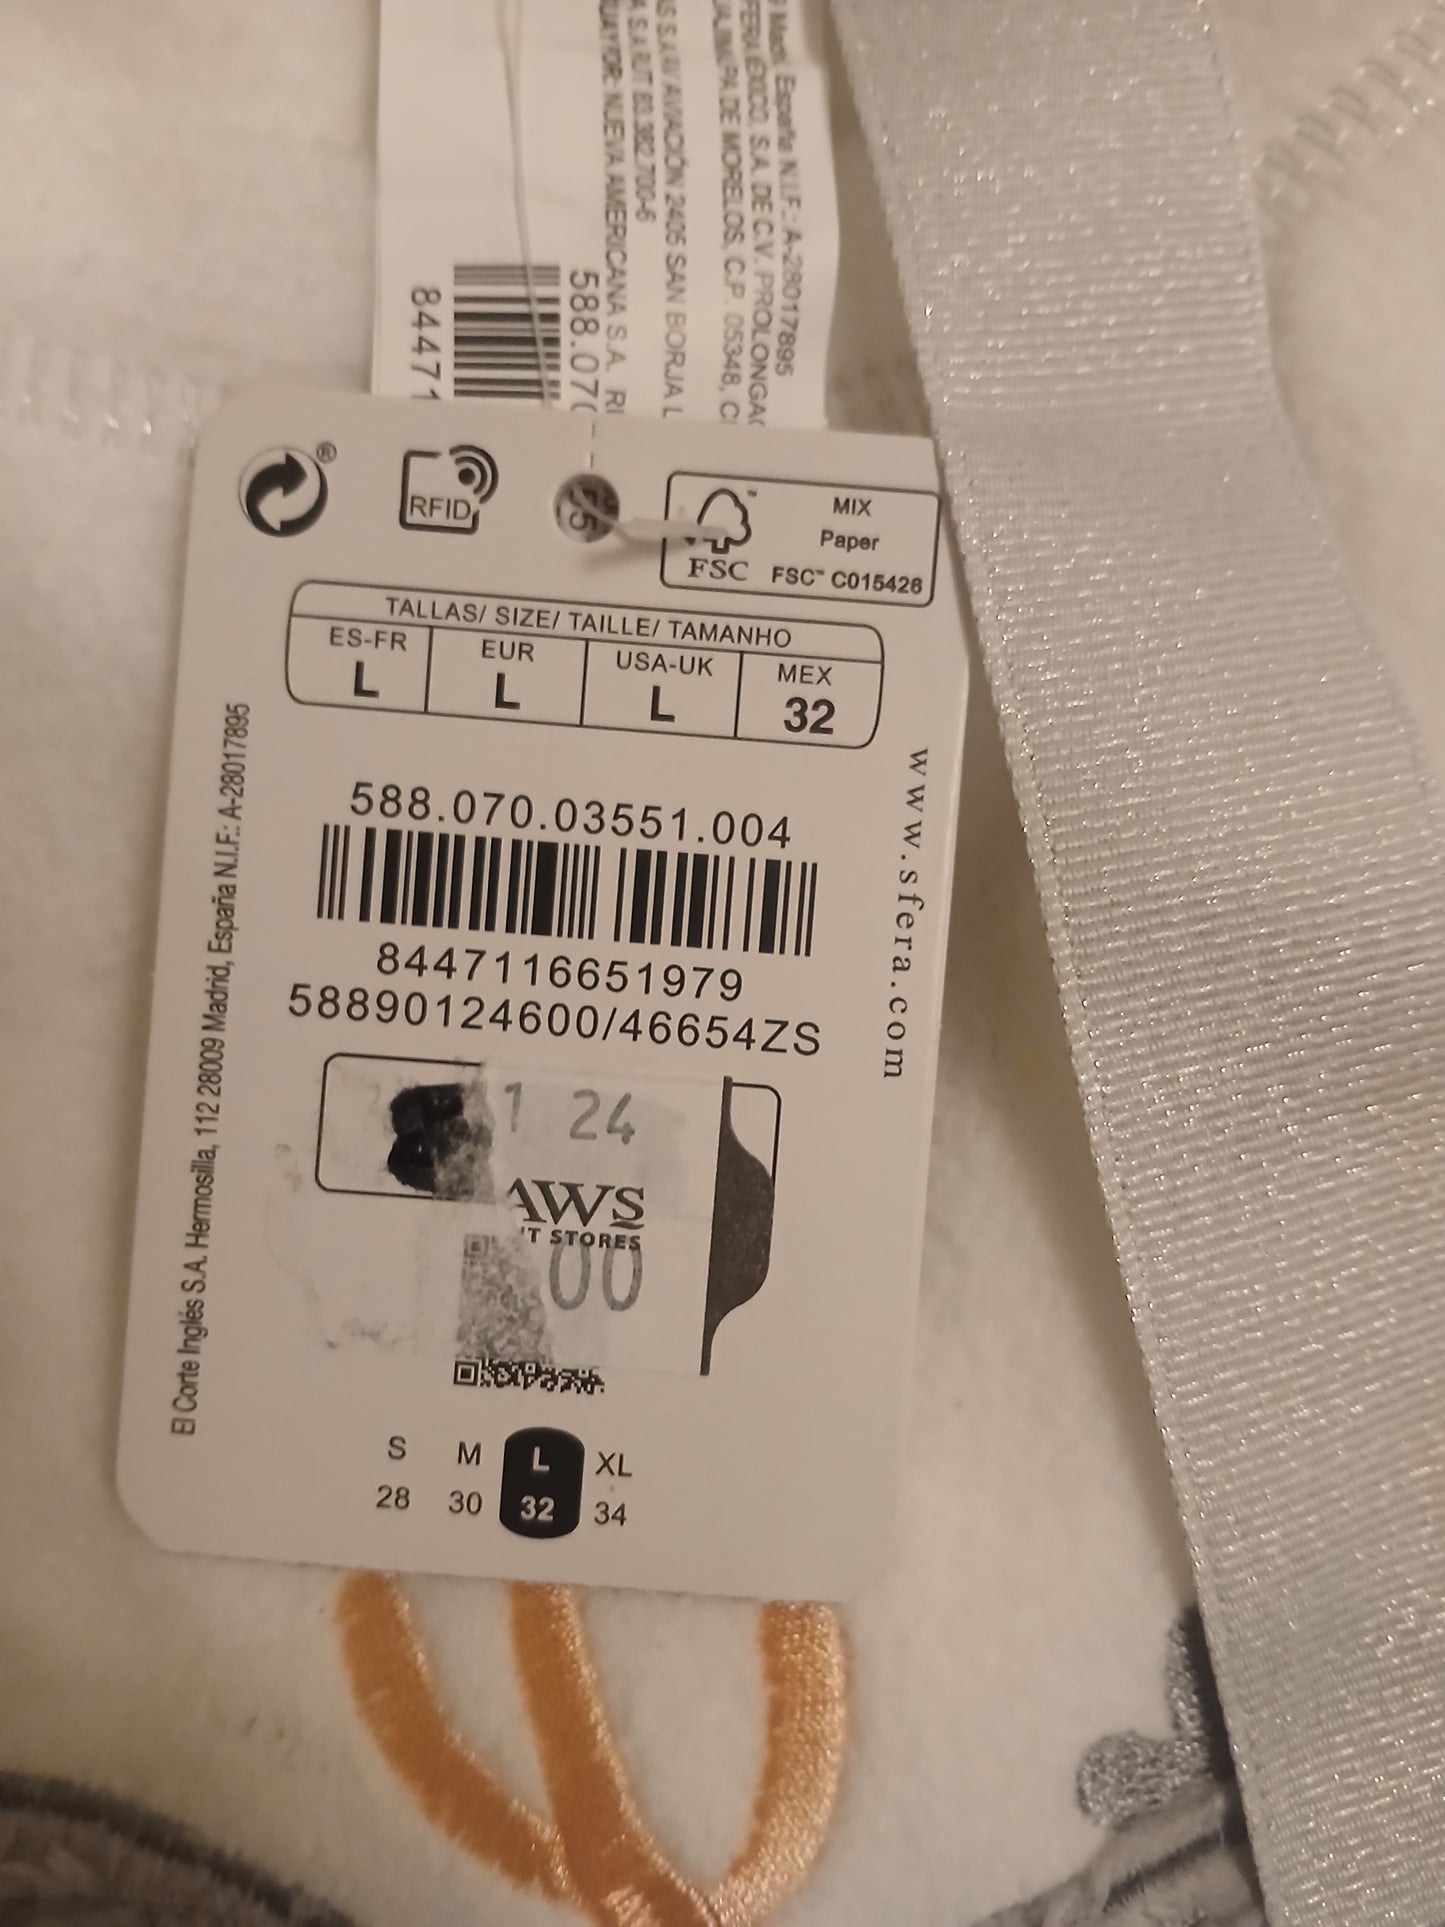 España N.I.F.: A-28017895
S.A. DE C.V.
DE MORELOS, C.P. 05348,
AVIACIÓN 2405 SAN BORJA
NUEVA AMERICANA S.A.
588.070
84471
®
RFID
FSC
MIX
Paper
FSC™ C015426
TALLAS/ SIZE/ TAILLE/ TAMANHO
ES-FR EUR USA-UK MEX
L L L 32
588.070.03551.004
8447116651979
58890124600/46654ZS
www.sfera.com
El Corte Inglés S.A. Hermosilla, 112 28009 Madrid, España N.I.F.: A-28017895
1 24
AWS
T STORES
00
S M L XL
28 30 32 34